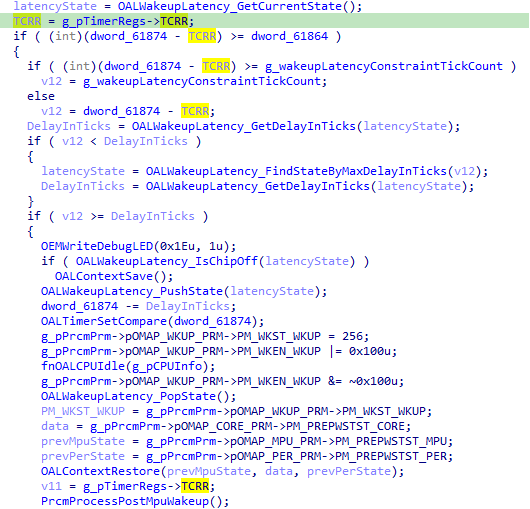 latencyState = OALWakeupLatency_GetCurrentState();
TCRR = g_pTimerRegs->TCRR;
if ( (int)(dword_61874 - TCRR) >= dword_61864 )
{
if ( (int)(dword_61874 - TCRR) >= g_wakeupLatencyConstraintTickCount )
v12 = g_wakeupLatencyConstraintTickCount;
else
v12 = dword_61874 - TCRR;
DelayInTicks = OALWakeupLatency_GetDelayInTicks(latencyState);
if ( v12 < DelayInTicks )
{
latencyState = OALWakeupLatency_FindStateByMaxDelayInTicks(v12);
DelayInTicks = OALWakeupLatency_GetDelayInTicks(latencyState);
}
if ( v12 >= DelayInTicks )
{
OEMWriteDebugLED(0x1Eu, 1u);
if ( OALWakeupLatency_IsChipOff(latencyState) )
OALContextSave();
OALWakeupLatency_PushState(latencyState);
dword_61874 -= DelayInTicks;
OALTimerSetCompare(dword_61874);
g_pPrcmPrm->pOMAP_WKUP_PRM->PM_WKST_WKUP = 256;
g_pPrcmPrm->pOMAP_WKUP_PRM->PM_WKEN_WKUP |= 0x100u;
fnOALCPUIdle(g_pCPUInfo);
g_pPrcmPrm->pOMAP_WKUP_PRM->PM_WKEN_WKUP &= ~0x100u;
OALWakeupLatency_PopState();
PM_WKST_WKUP = g_pPrcmPrm->pOMAP_WKUP_PRM->PM_WKST_WKUP;
data = g_pPrcmPrm->pOMAP_CORE_PRM->PM_PREPWSTST_CORE;
prevMpuState = g_pPrcmPrm->pOMAP_MPU_PRM->PM_PREPWSTST_MPU;
prevPerState = g_pPrcmPrm->pOMAP_PER_PRM->PM_PREPWSTST_PER;
OALContextRestore(prevMpuState, data, prevPerState);
v11 = g_pTimerRegs->TCRR;
PrcmProcessPostMpuWakeup();